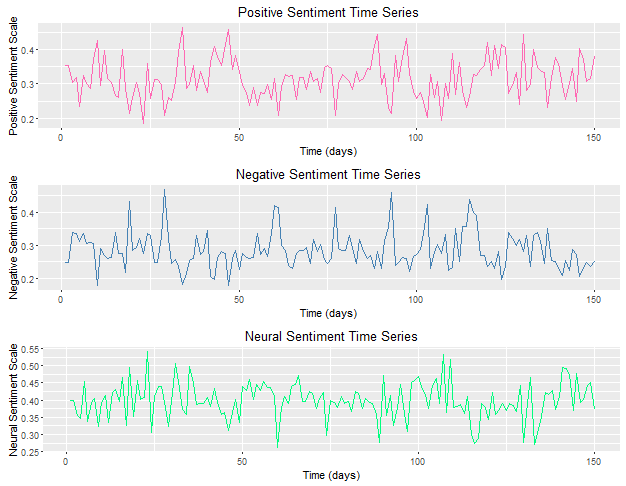 Positive Sentiment Time Series
Positive Sentiment Scale
0.4
0.3
0.2
0 50 100 150
Time (days)
Negative Sentiment Time Series
Negative Sentiment Scale
0.4
0.3
0.2
0 50 100 150
Time (days)
Neural Sentiment Time Series
Neural Sentiment Scale
0.55
0.50
0.45
0.40
0.35
0.30
0.25
0 50 100 150
Time (days)